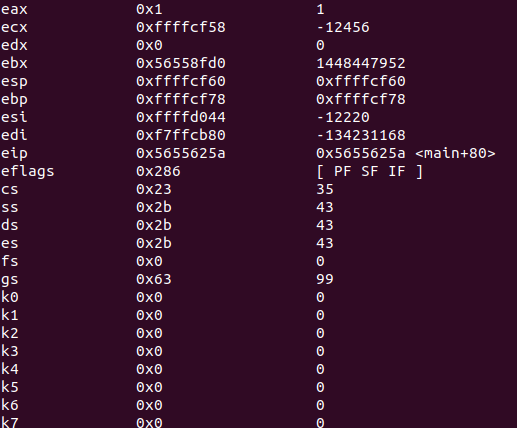 eax            0x1                 1
ecx            0xffffcf58          -12456
edx            0x0                 0
ebx            0x56558fd0          1448447952
esp            0xffffcf60          0xffffcf60
ebp            0xffffcf78          0xffffcf78
esi            0xffffd044          -12220
edi            0xf7ffcb80          -134231168
eip            0x5655625a          0x5655625a <main+80>
eflags         0x286               [ PF SF IF ]
cs             0x23                35
ss             0x2b                43
ds             0x2b                43
es             0x2b                43
fs             0x0                 0
gs             0x63                99
k0             0x0                 0
k1             0x0                 0
k2             0x0                 0
k3             0x0                 0
k4             0x0                 0
k5             0x0                 0
k6             0x0                 0
k7             0x0                 0